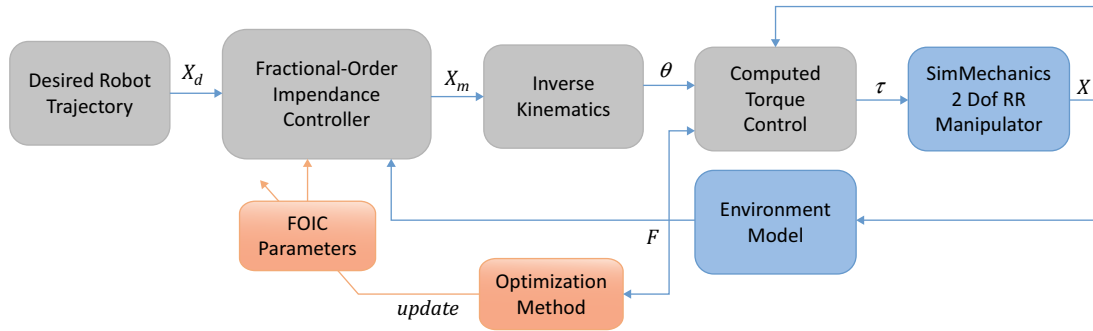 Desired Robot
Trajectory
X_d
Fractional-Order
Impendance
Controller
X_m
Inverse
Kinematics
θ
Computed
Torque
Control
τ
SimMechanics
2 Dof RR
Manipulator
X
FOIC
Parameters
F
Environment
Model
update
Optimization
Method